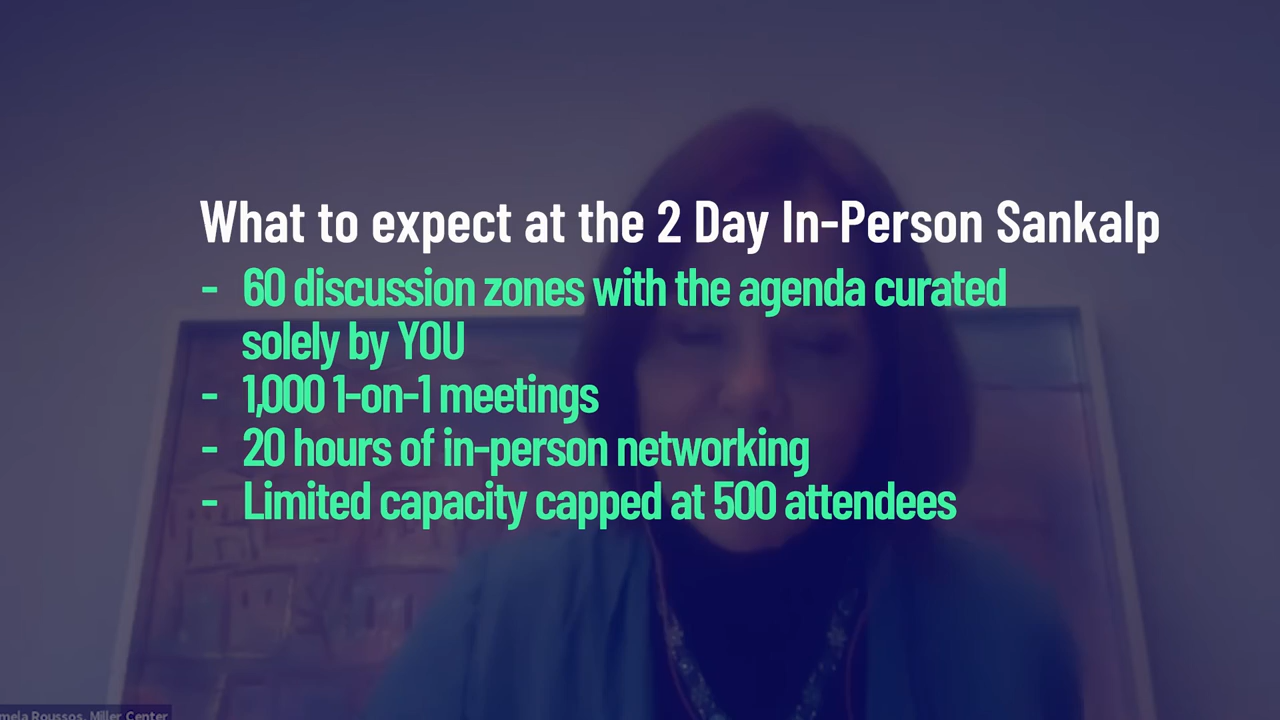 What to expect at the 2 Day In-Person Sankalp
- 60 discussion zones with the agenda curated
solely by YOU
- 1,000 1-on-1 meetings
- 20 hours of in-person networking
- Limited capacity capped at 500 attendees
mela Roussos, Miller Center